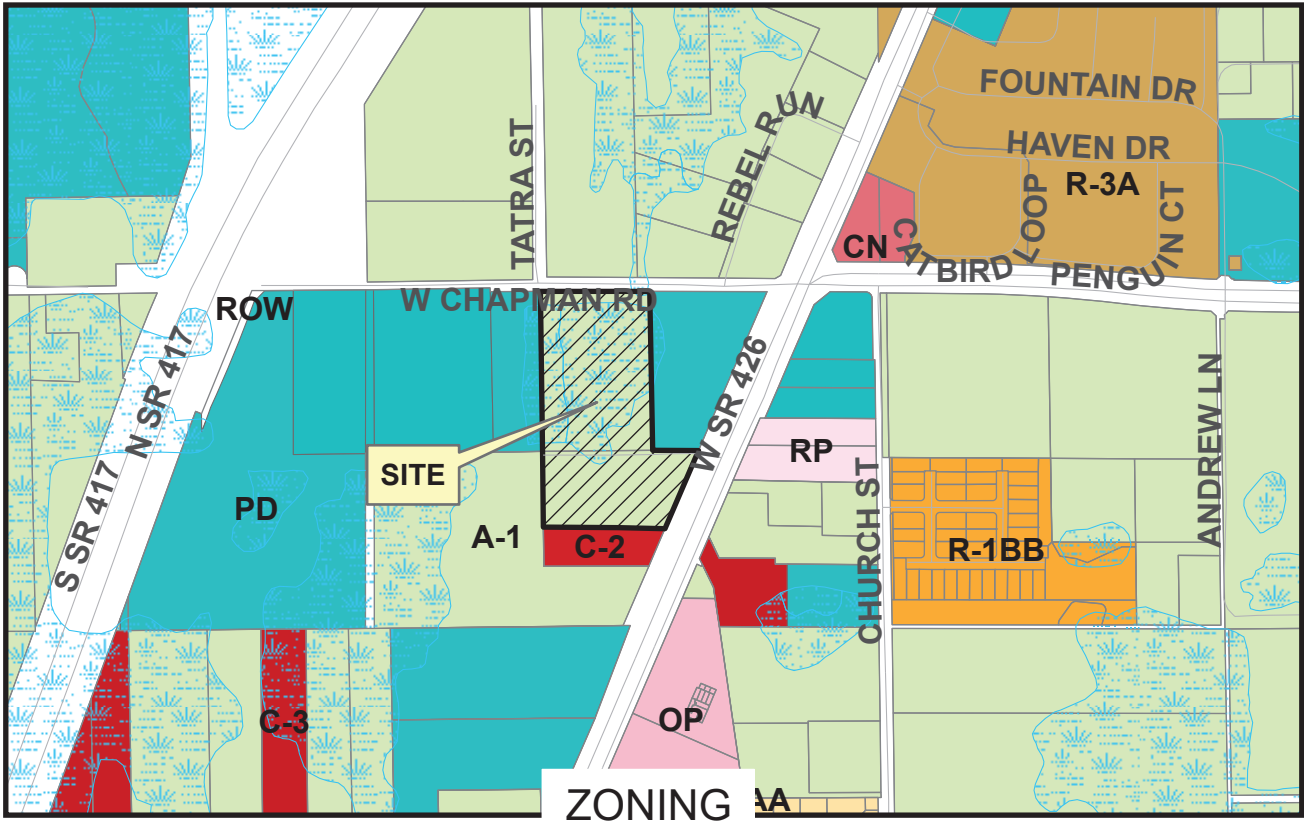 FOUNTAIN DR
HAVEN DR
R-3A
TATRA ST
REBEL RUN
CN
CATBIRD LOOP
PENGUIN CT
ROW
W CHAPMAN RD
N SR 417
S SR 417
W SR 426
ANDREW LN
SITE
RP
PD
A-1
C-2
CHURCH ST
R-1BB
C-3
OP
ZONING
AA